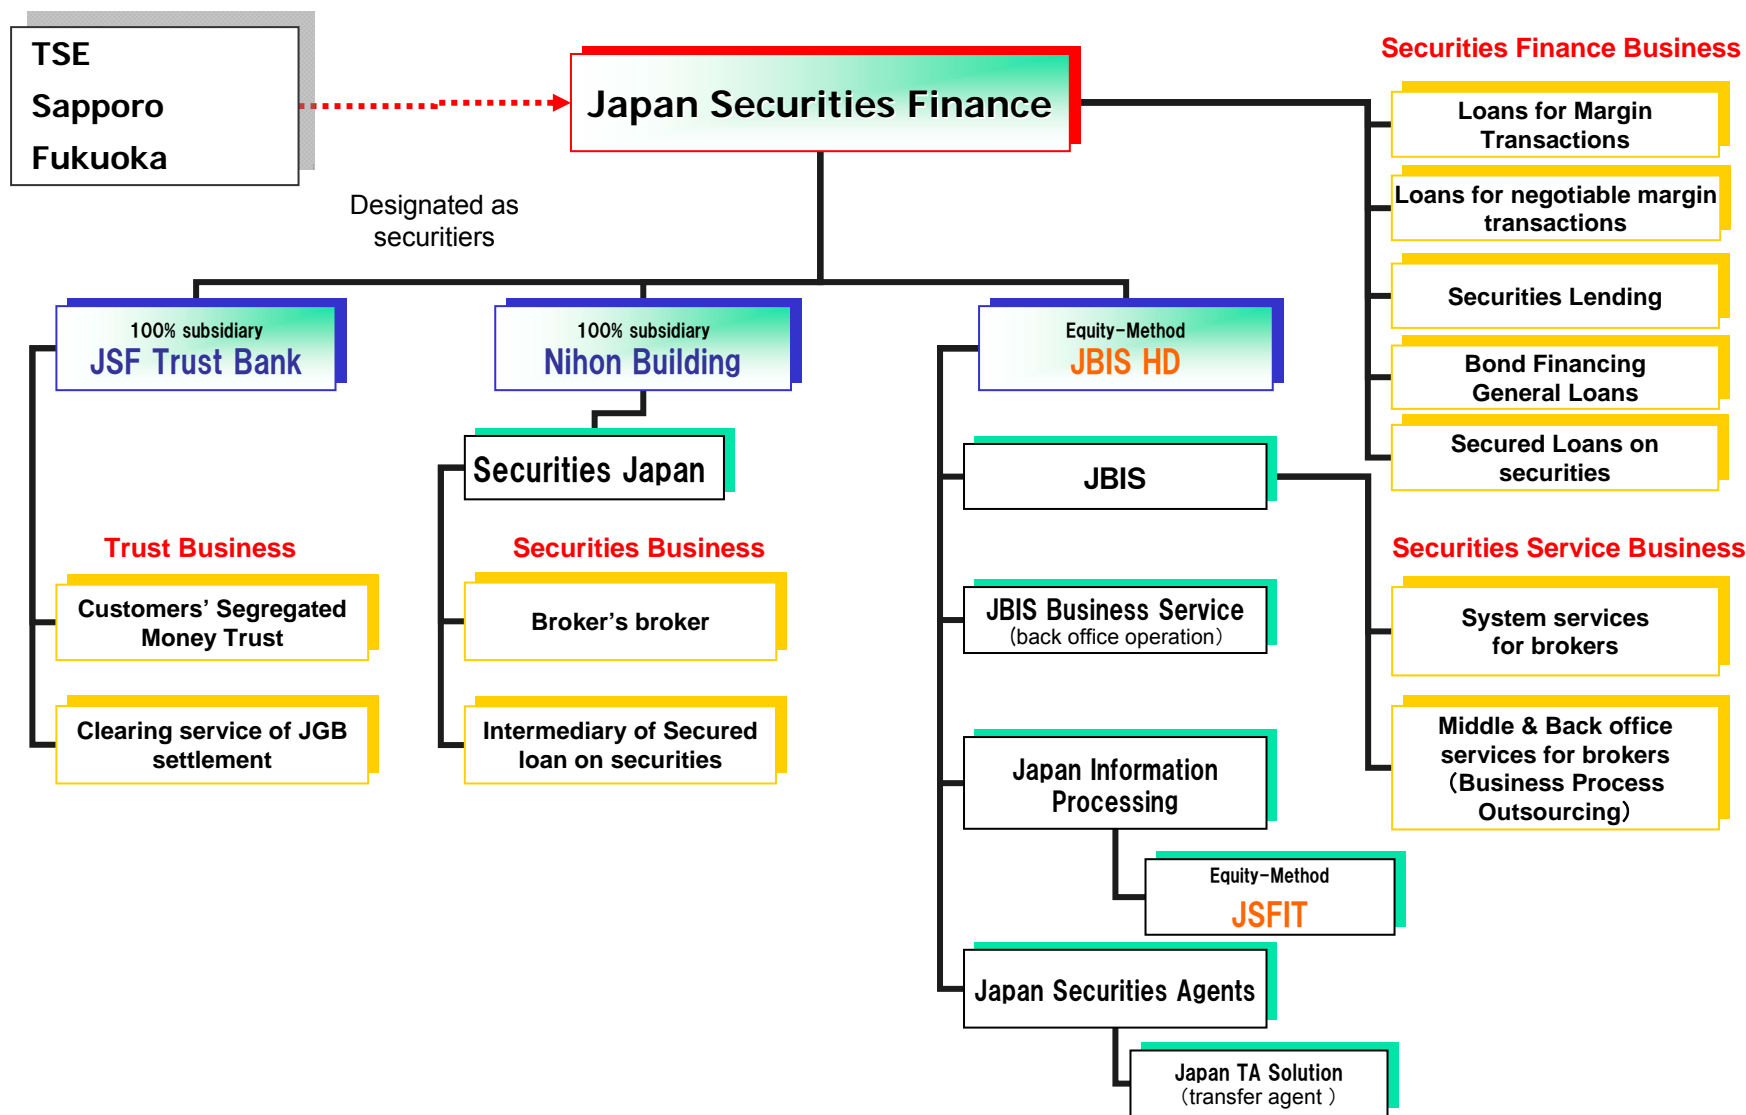 TSE
Sapporo
Fukuoka
Japan Securities Finance
Designated as
securitiers
Securities Finance Business
Loans for Margin
Transactions
Loans for negotiable margin
transactions
Securities Lending
Bond Financing
General Loans
Secured Loans on
securities
100% subsidiary
JSF Trust Bank
100% subsidiary
Nihon Building
Equity-Method
JBIS HD
Securities Japan
JBIS
Trust Business
Securities Business
Securities Service Business
Customers’ Segregated
Money Trust
Broker’s broker
JBIS Business Service
（back office operation）
System services
for brokers
Clearing service of JGB
settlement
Intermediary of Secured
loan on securities
Japan Information
Processing
Middle & Back office
services for brokers
（Business Process
Outsourcing）
Equity-Method
JSFIT
Japan Securities Agents
Japan TA Solution
（transfer agent ）